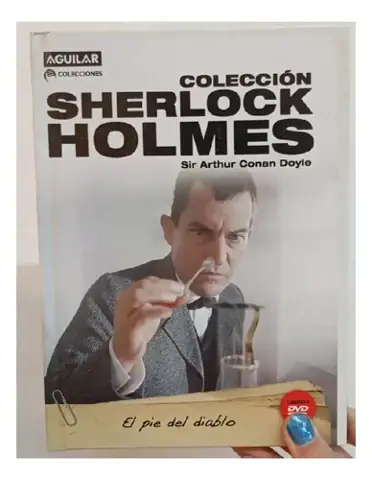 AGUILAR
COLECCIONES
COLECCIÓN
SHERLOCK
HOLMES
Sir Arthur Conan Doyle
El pie del diablo
DVD